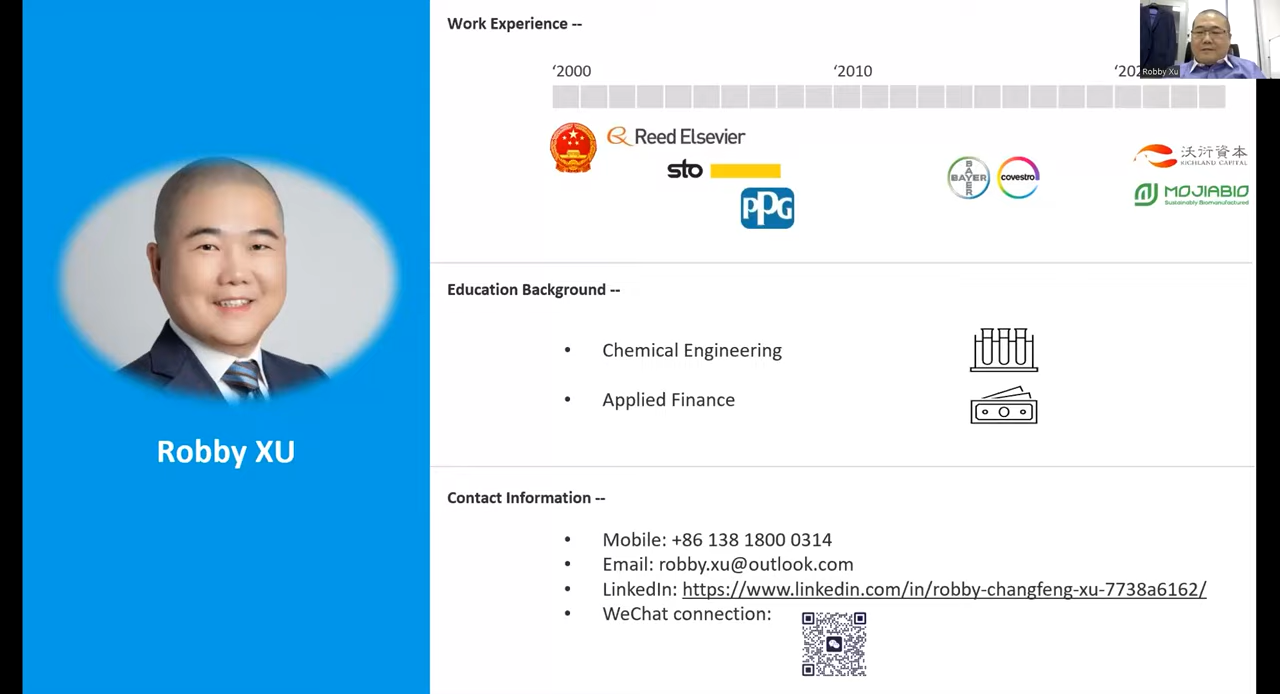 Work Experience --
‘2000
‘2010
Robby Xu
Reed Elsevier
sto
PPG
BAYER
BAYER
covestro
沃衍資本
RICHLAND CAPITAL
MOJIABIO
Sustainably Biomanufactured
Robby XU
Education Background --
• Chemical Engineering
• Applied Finance
Contact Information --
• Mobile: +86 138 1800 0314
• Email: robby.xu@outlook.com
• LinkedIn: https://www.linkedin.com/in/robby-changfeng-xu-7738a6162/
• WeChat connection: